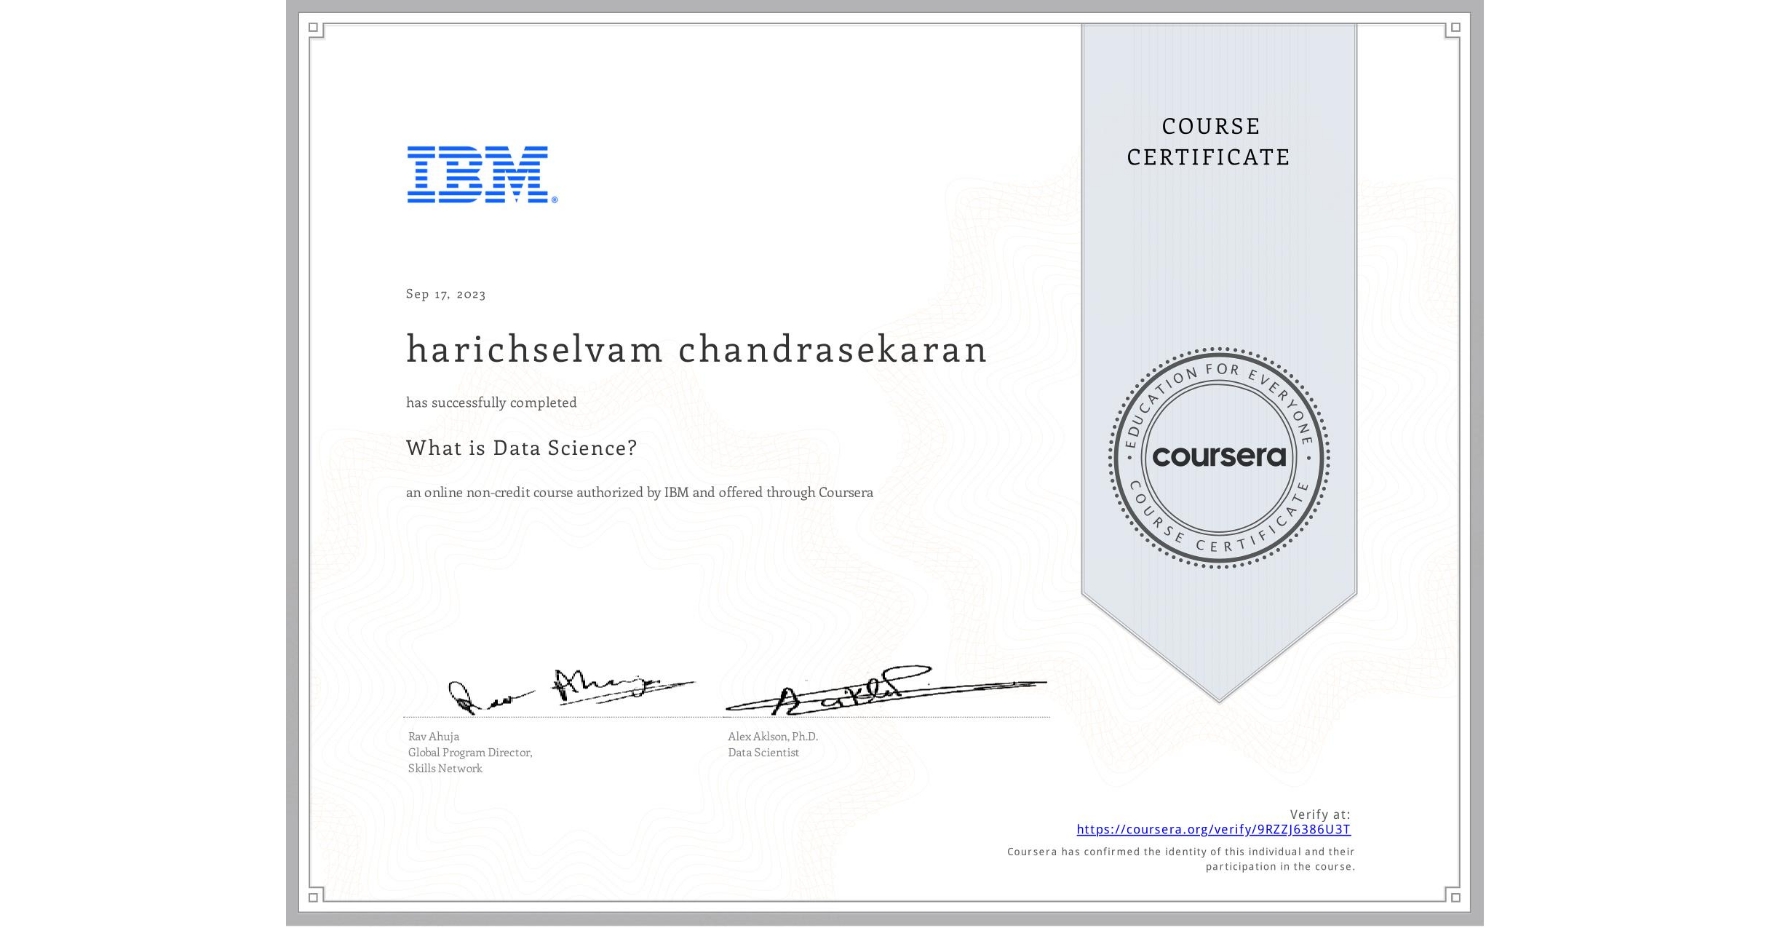 COURSE
CERTIFICATE
IBM®
Sep 17, 2023
harichselvam chandrasekaran
has successfully completed
What is Data Science?
an online non-credit course authorized by IBM and offered through Coursera
EDUCATION FOR EVERYONE
coursera
COURSE CERTIFICATE
Rav Ahuja
Global Program Director,
Skills Network
Alex Aklson, Ph.D.
Data Scientist
Verify at:
https://coursera.org/verify/9RZZJ6386U3T
Coursera has confirmed the identity of this individual and their
participation in the course.